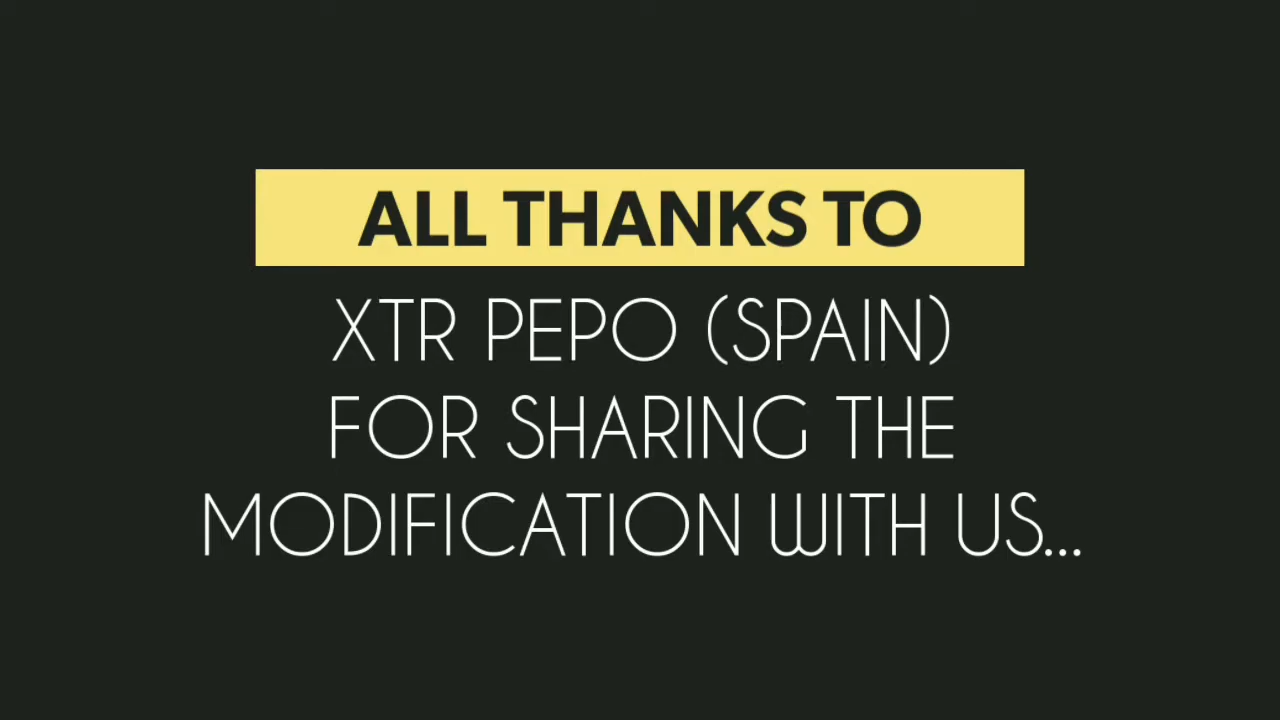 ALL THANKS TO
XTR PEPO (SPAIN)
FOR SHARING THE
MODIFICATION WITH US...